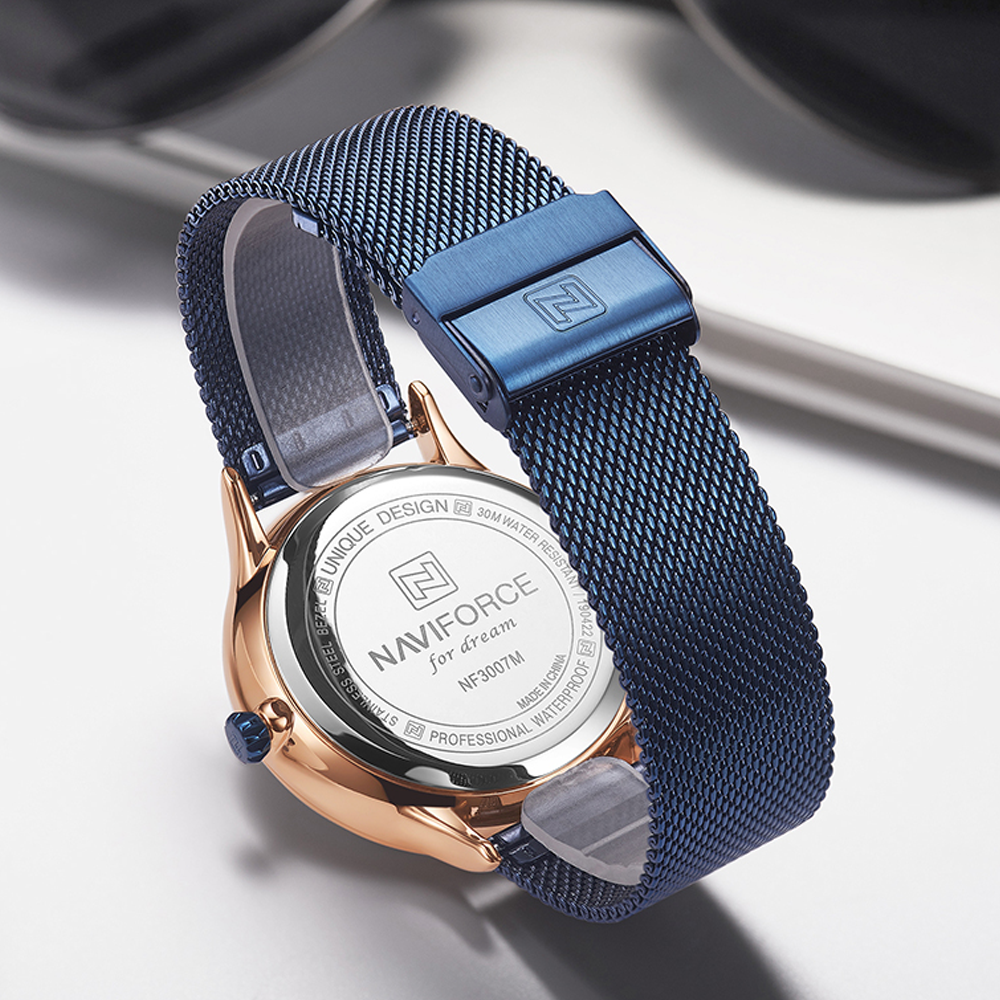 NAVIFORCE
for dream
NF3007M
MADE IN CHINA
UNIQUE DESIGN
30M WATER RESISTANT / 190422
PROFESSIONAL WATERPROOF
STAINLESS STEEL BEZEL